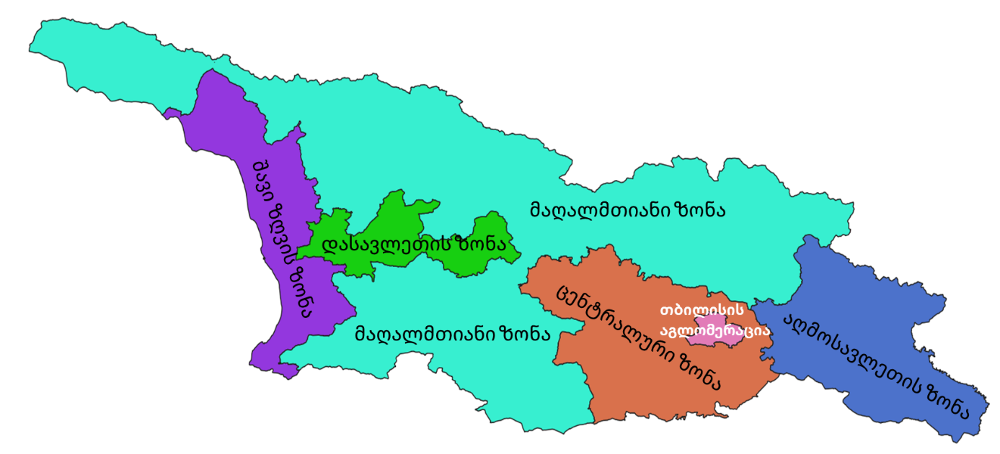 შავი ზღვის ზონა
დასავლეთის ზონა
მაღალმთიანი ზონა
მაღალმთიანი ზონა
ცენტრალური ზონა
თბილისის
აგლომერაცია
აღმოსავლეთის ზონა